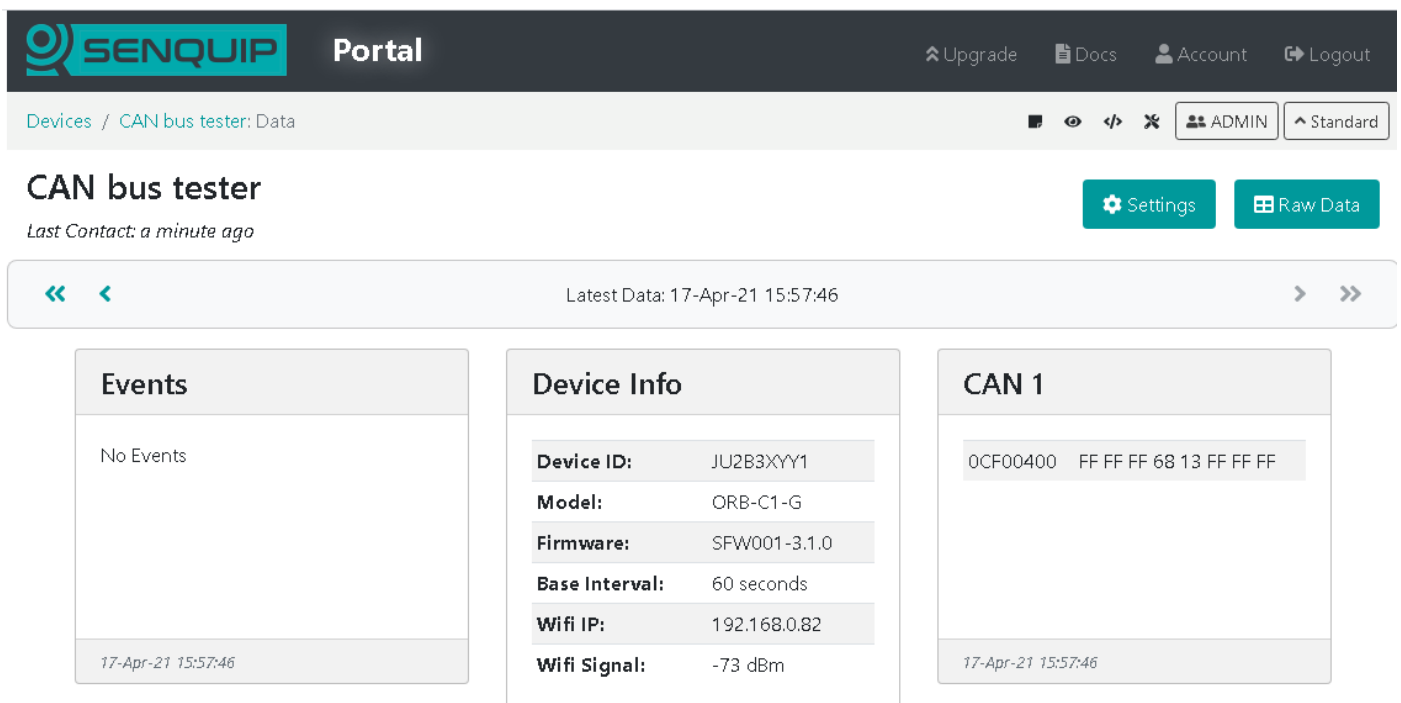 SENQUIP Portal Upgrade Docs Account Logout
Devices / CAN bus tester: Data ADMIN Standard
CAN bus tester
Settings Raw Data
Last Contact: a minute ago
Latest Data: 17-Apr-21 15:57:46
Events
No Events
17-Apr-21 15:57:46
Device Info
Device ID: JU2B3XYY1
Model: ORB-C1-G
Firmware: SFW001-3.1.0
Base Interval: 60 seconds
Wifi IP: 192.168.0.82
Wifi Signal: -73 dBm
CAN 1
0CF00400 FF FF FF 68 13 FF FF FF
17-Apr-21 15:57:46